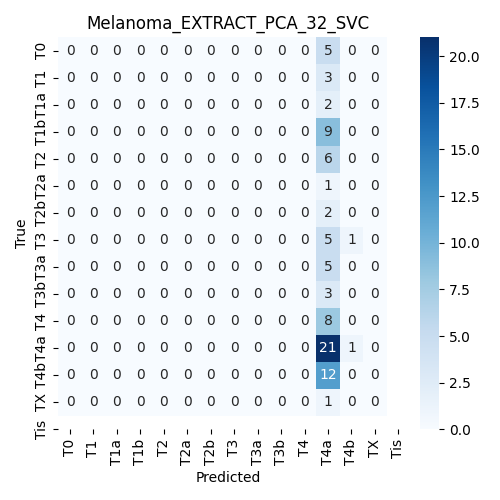 Melanoma_EXTRACT_PCA_32_SVC
T0 0 0 0 0 0 0 0 0 0 0 0 5 0 0
T1 0 0 0 0 0 0 0 0 0 0 0 3 0 0
T1a 0 0 0 0 0 0 0 0 0 0 0 2 0 0
T1b 0 0 0 0 0 0 0 0 0 0 0 9 0 0
T2 0 0 0 0 0 0 0 0 0 0 0 6 0 0
T2a 0 0 0 0 0 0 0 0 0 0 0 1 0 0
T2b 0 0 0 0 0 0 0 0 0 0 0 2 0 0
T3 0 0 0 0 0 0 0 0 0 0 0 5 1 0
T3a 0 0 0 0 0 0 0 0 0 0 0 5 0 0
T3b 0 0 0 0 0 0 0 0 0 0 0 3 0 0
T4 0 0 0 0 0 0 0 0 0 0 0 8 0 0
T4a 0 0 0 0 0 0 0 0 0 0 0 21 1 0
T4b 0 0 0 0 0 0 0 0 0 0 0 12 0 0
TX 0 0 0 0 0 0 0 0 0 0 0 1 0 0
Tis
True
T0 T1 T1a T1b T2 T2a T2b T3 T3a T3b T4 T4a T4b TX Tis
Predicted
20.0
17.5
15.0
12.5
10.0
7.5
5.0
2.5
0.0